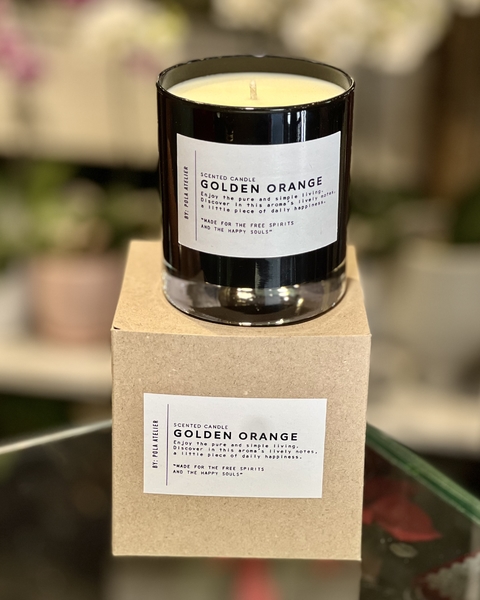 BY: POLA ATELIER
SCENTED CANDLE
GOLDEN ORANGE
Enjoy the pure and simple living.
Discover in this aroma's lively notes,
a little piece of daily happiness.
"MADE FOR THE FREE SPIRITS
AND THE HAPPY SOULS"
BY: POLA ATELIER
SCENTED CANDLE
GOLDEN ORANGE
Enjoy the pure and simple living.
Discover in this aroma's lively notes,
a little piece of daily happiness.
"MADE FOR THE FREE SPIRITS
AND THE HAPPY SOULS"